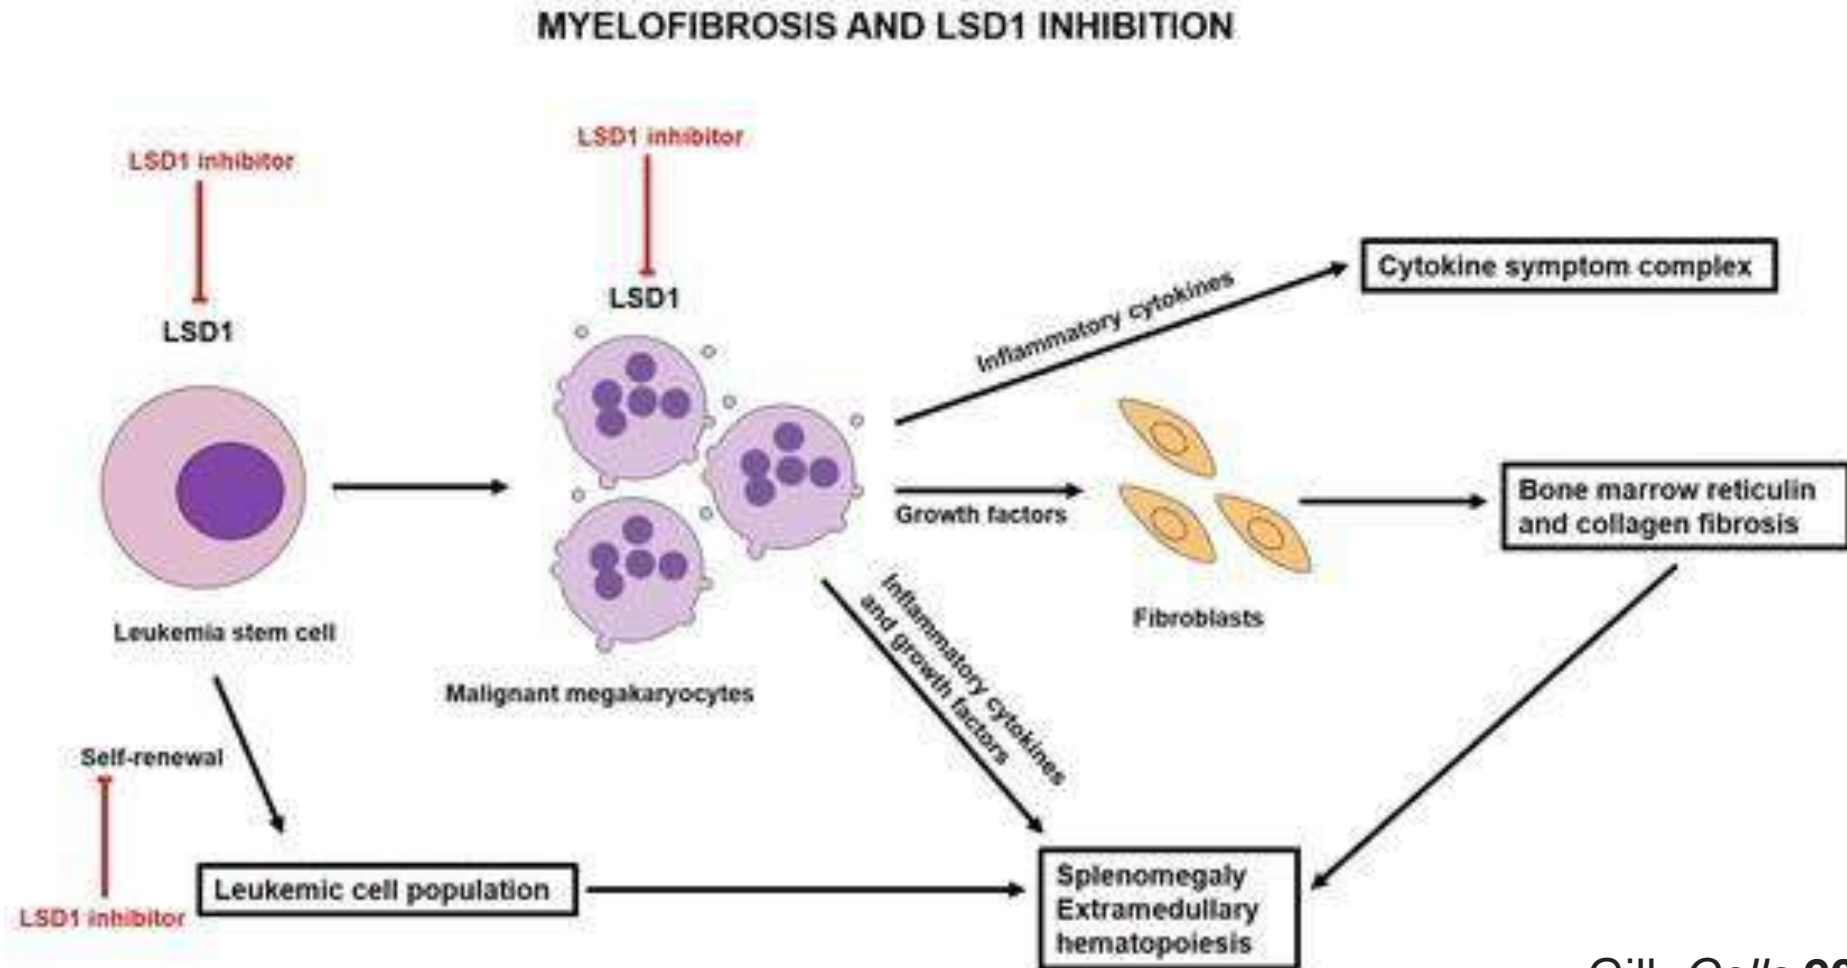 MYELOFIBROSIS AND LSD1 INHIBITION
LSD1 inhibitor
LSD1 inhibitor
LSD1
LSD1
Inflammatory cytokines
Cytokine symptom complex
Growth factors
Bone marrow reticulin
and collagen fibrosis
Fibroblasts
Leukemia stem cell
Malignant megakaryocytes
Inflammatory cytokines
and growth factors
Self-renewal
LSD1 inhibitor
Leukemic cell population
Splenomegaly
Extramedullary
hematopoiesis